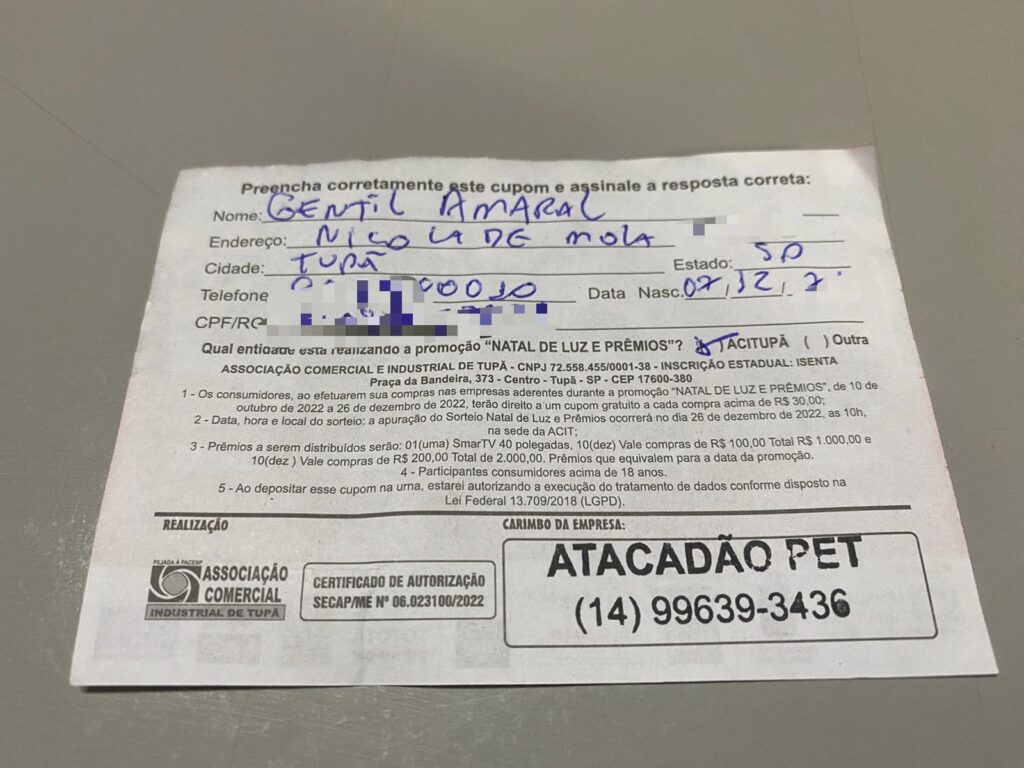 Preencha corretamente este cupom e assinale a resposta correta:
Nome: GENTIL AMARAL
Endereço: NICOLA DE MOLA
Cidade: TUPÃ Estado: SP
Telefone 00010 Data Nasc. 07/12/ 7
CPF/RG
Qual entidade está realizando a promoção “NATAL DE LUZ E PRÊMIOS”? (X) ACITUPÃ ( ) Outra
ASSOCIAÇÃO COMERCIAL E INDUSTRIAL DE TUPÃ - CNPJ 72.558.455/0001-38 - INSCRIÇÃO ESTADUAL: ISENTA
Praça da Bandeira, 373 - Centro - Tupã - SP - CEP 17600-380
1 - Os consumidores, ao efetuarem sua compras nas empresas aderentes durante a promoção “NATAL DE LUZ E PRÊMIOS”, de 10 de
outubro de 2022 a 26 de dezembro de 2022, terão direito a um cupom gratuito a cada compra acima de R$ 30,00;
2 - Data, hora e local do sorteio: a apuração do Sorteio Natal de Luz e Prêmios ocorrerá no dia 26 de dezembro de 2022, as 10h,
na sede da ACIT;
3 - Prêmios a serem distribuídos serão: 01(uma) SmarTV 40 polegadas, 10(dez) Vale compras de R$ 100,00 Total R$ 1.000,00 e
10(dez ) Vale compras de R$ 200,00 Total de 2.000,00. Prêmios que equivalem para a data da promoção.
4 - Participantes consumidores acima de 18 anos.
5 - Ao depositar esse cupom na urna, estarei autorizando a execução do tratamento de dados conforme disposto na
Lei Federal 13.709/2018 (LGPD).
REALIZAÇÃO
FILIADA À FACESP
ASSOCIAÇÃO
COMERCIAL
INDUSTRIAL DE TUPÃ
CERTIFICADO DE AUTORIZAÇÃO
SECAP/ME Nº 06.023100/2022
CARIMBO DA EMPRESA:
ATACADÃO PET
(14) 99639-3436